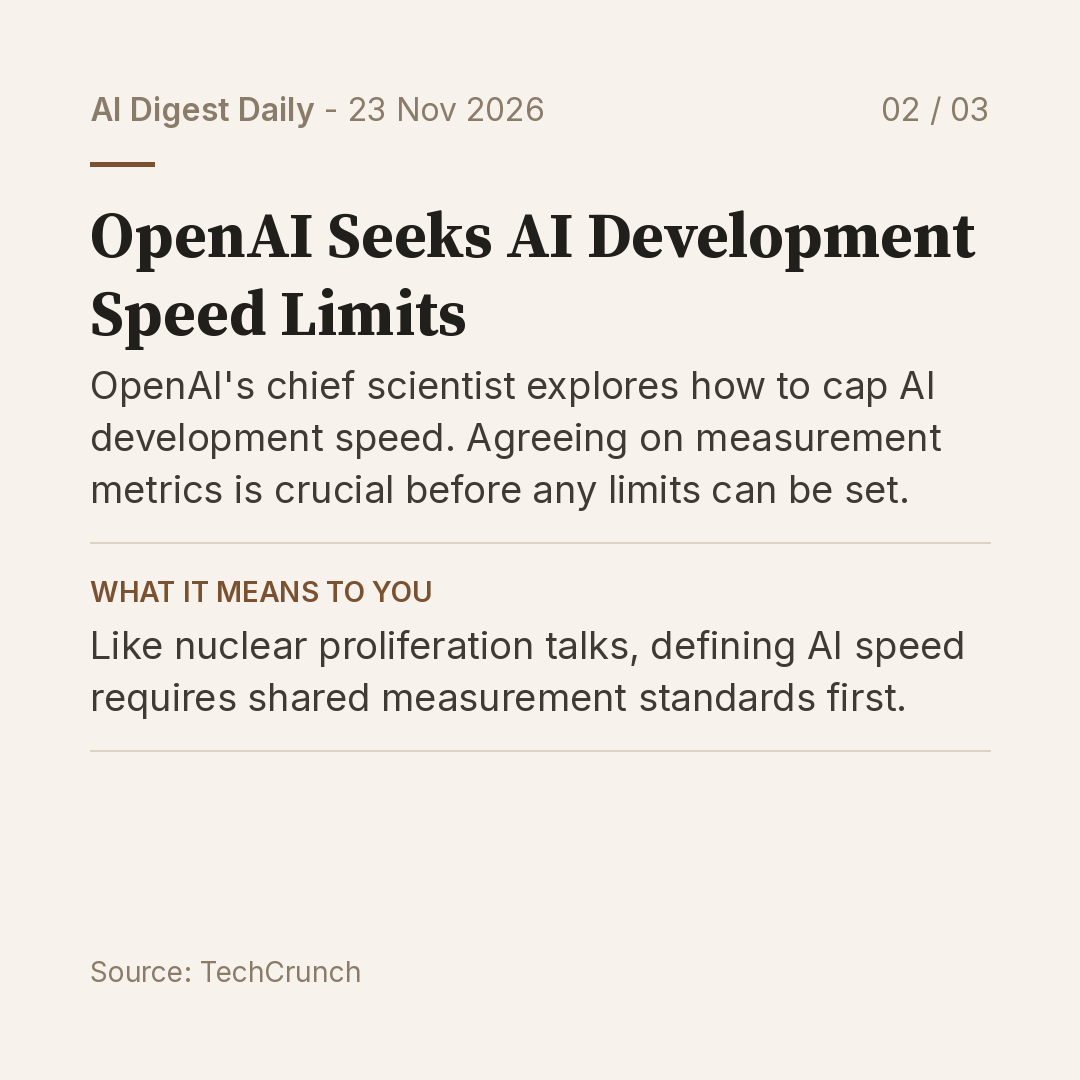 AI Digest Daily - 23 Nov 2026
02 / 03
OpenAI Seeks AI Development
Speed Limits
OpenAI's chief scientist explores how to cap AI
development speed. Agreeing on measurement
metrics is crucial before any limits can be set.
WHAT IT MEANS TO YOU
Like nuclear proliferation talks, defining AI speed
requires shared measurement standards first.
Source: TechCrunch